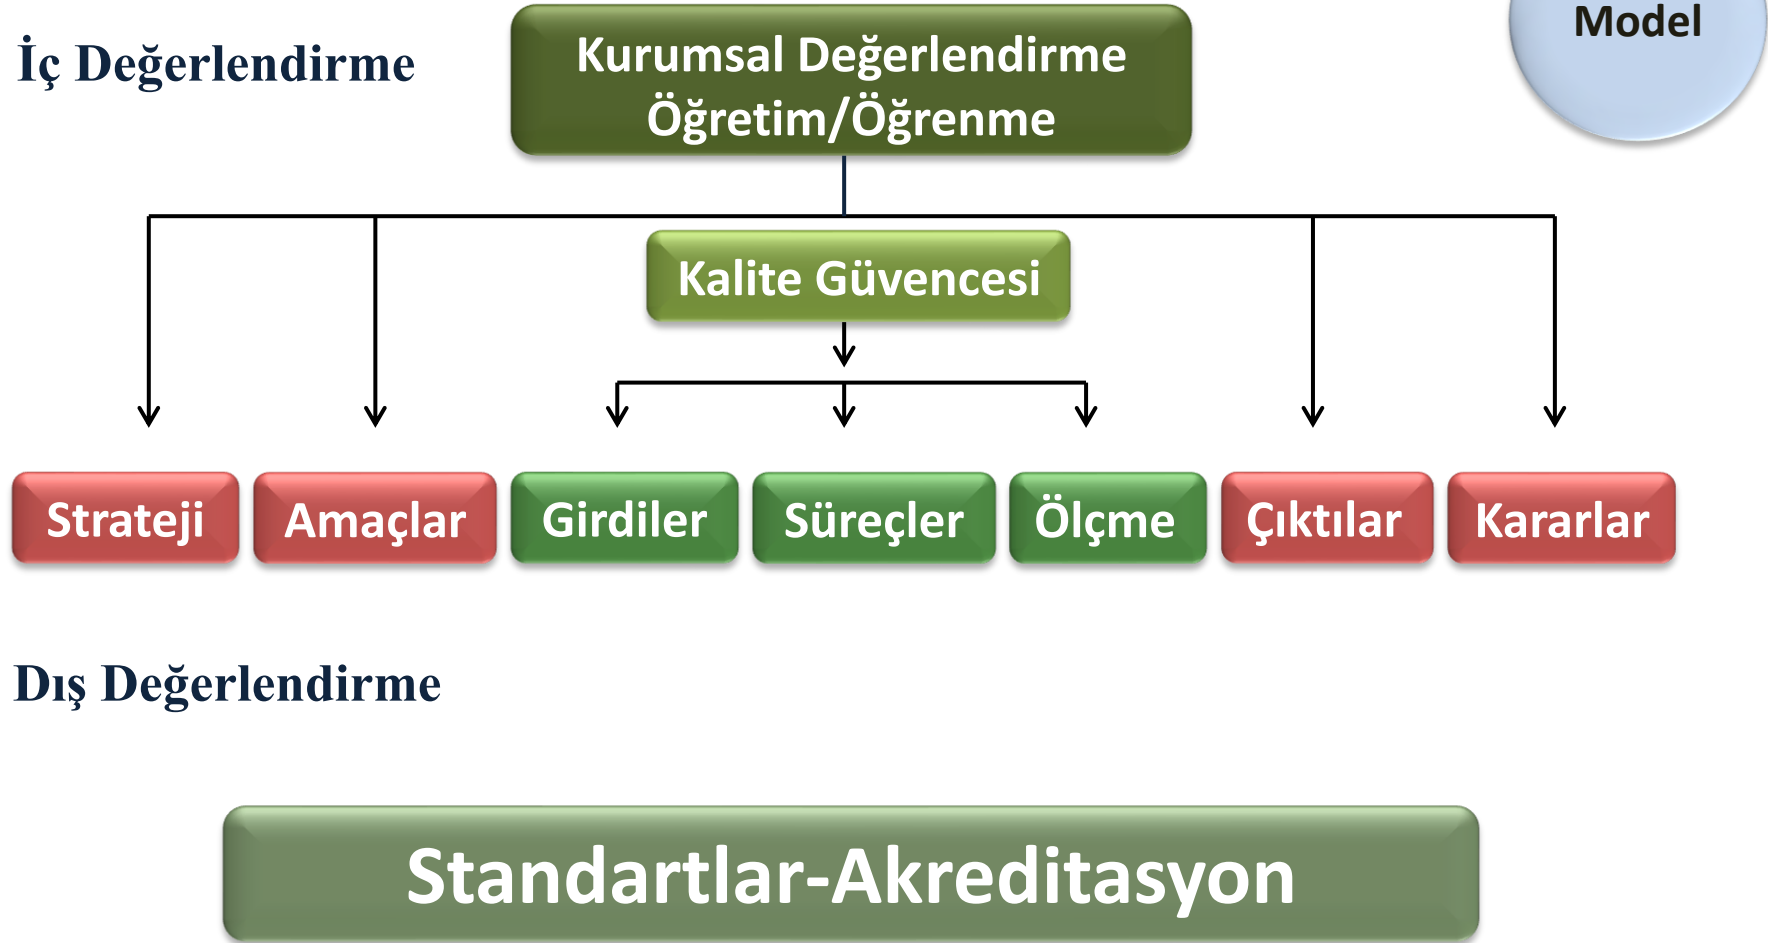 İç Değerlendirme
Kurumsal Değerlendirme
Öğretim/Öğrenme
Model
Kalite Güvencesi
Strateji
Amaçlar
Girdiler
Süreçler
Ölçme
Çıktılar
Kararlar
Dış Değerlendirme
Standartlar-Akreditasyon